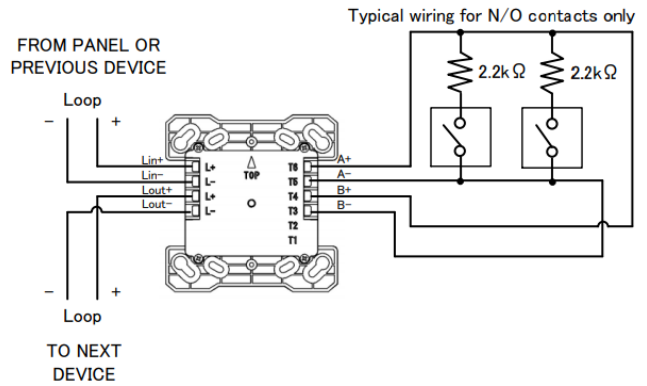 Typical wiring for N/O contacts only
FROM PANEL OR
PREVIOUS DEVICE
Loop
− +
2.2kΩ 2.2kΩ
Lin+ L+ T6 A+
Lin− L− TOP T5 A−
Lout+ L+ T4 B+
Lout− L− T3 B−
T2
T1
− +
Loop
TO NEXT
DEVICE